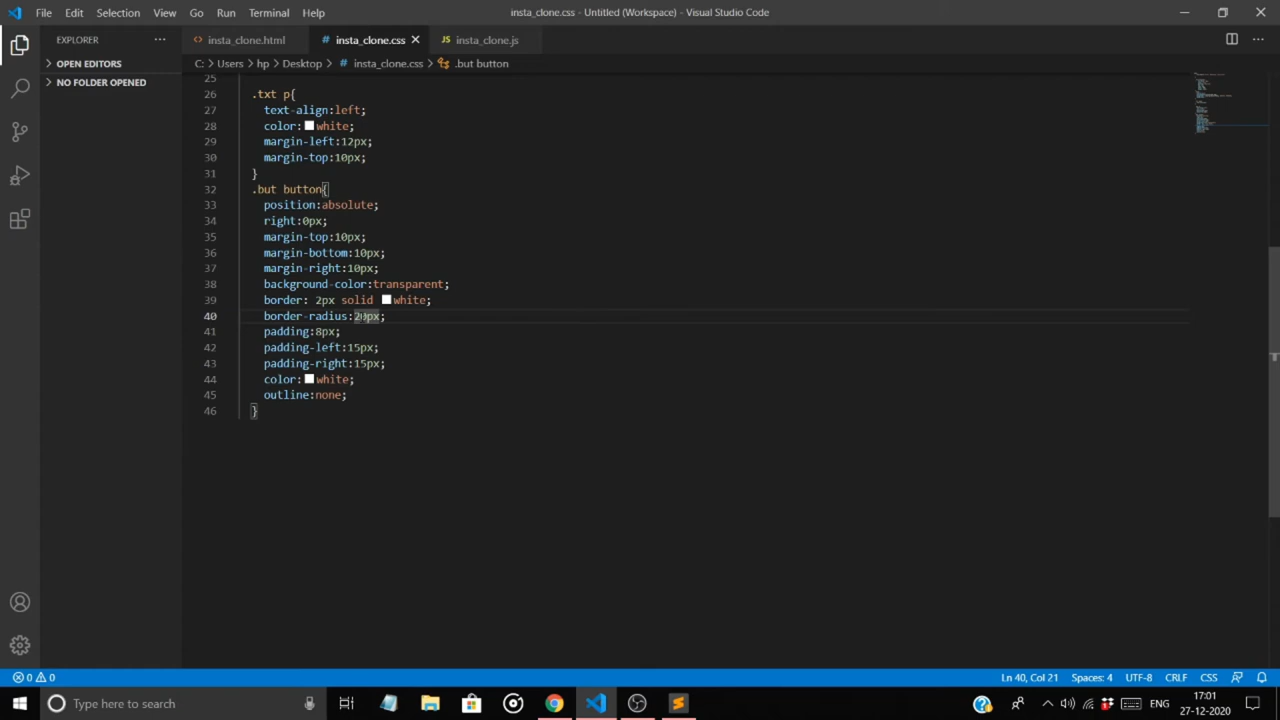 File Edit Selection View Go Run Terminal Help
insta_clone.css - Untitled (Workspace) - Visual Studio Code
EXPLORER
insta_clone.html
insta_clone.css
insta_clone.js
OPEN EDITORS
NO FOLDER OPENED
C: > Users > hp > Desktop > # insta_clone.css > .but button
25
26 .txt p{
27 text-align:left;
28 color:white;
29 margin-left:12px;
30 margin-top:10px;
31 }
32 .but button{
33 position:absolute;
34 right:0px;
35 margin-top:10px;
36 margin-bottom:10px;
37 margin-right:10px;
38 background-color:transparent;
39 border: 2px solid white;
40 border-radius:20px;
41 padding:8px;
42 padding-left:15px;
43 padding-right:15px;
44 color:white;
45 outline:none;
46 }
0 0
Ln 40, Col 21 Spaces: 4 UTF-8 CRLF CSS
Type here to search
ENG
17:01
27-12-2020